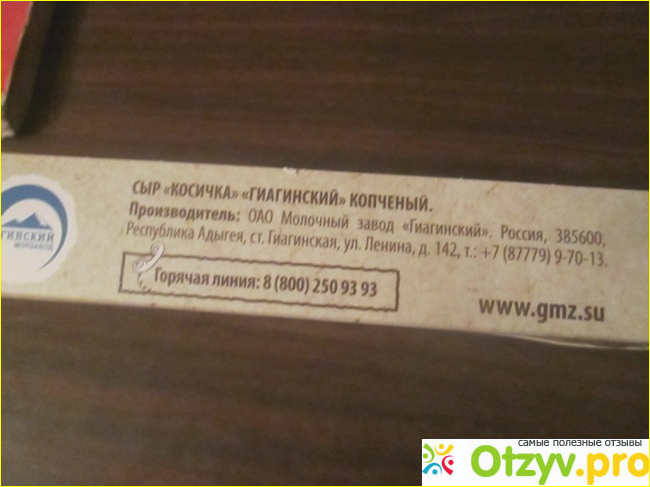 СЫР «КОСИЧКА» «ГИАГИНСКИЙ» КОПЧЕНЫЙ.
Производитель: ОАО Молочный завод «Гиагинский». Россия, 385600,
Республика Адыгея, ст. Гиагинская, ул. Ленина, д. 142, т.: +7 (87779) 9-70-13.
Горячая линия: 8 (800) 250 93 93
www.gmz.su
ГИНСКИЙ
МОЛЗАВОД
самые полезные отзывы
Otzyv.pro